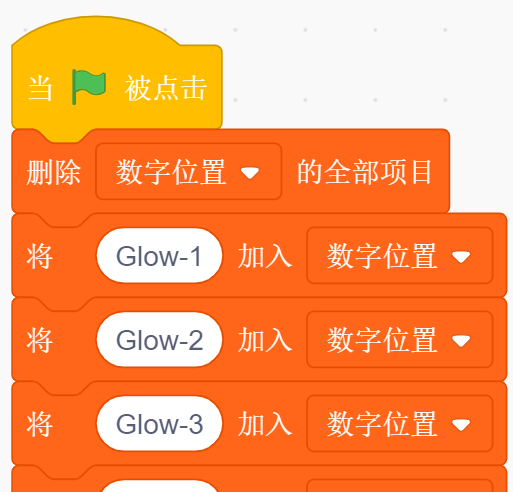 当 被点击
删除 数字位置 的全部项目
将 Glow-1 加入 数字位置
将 Glow-2 加入 数字位置
将 Glow-3 加入 数字位置